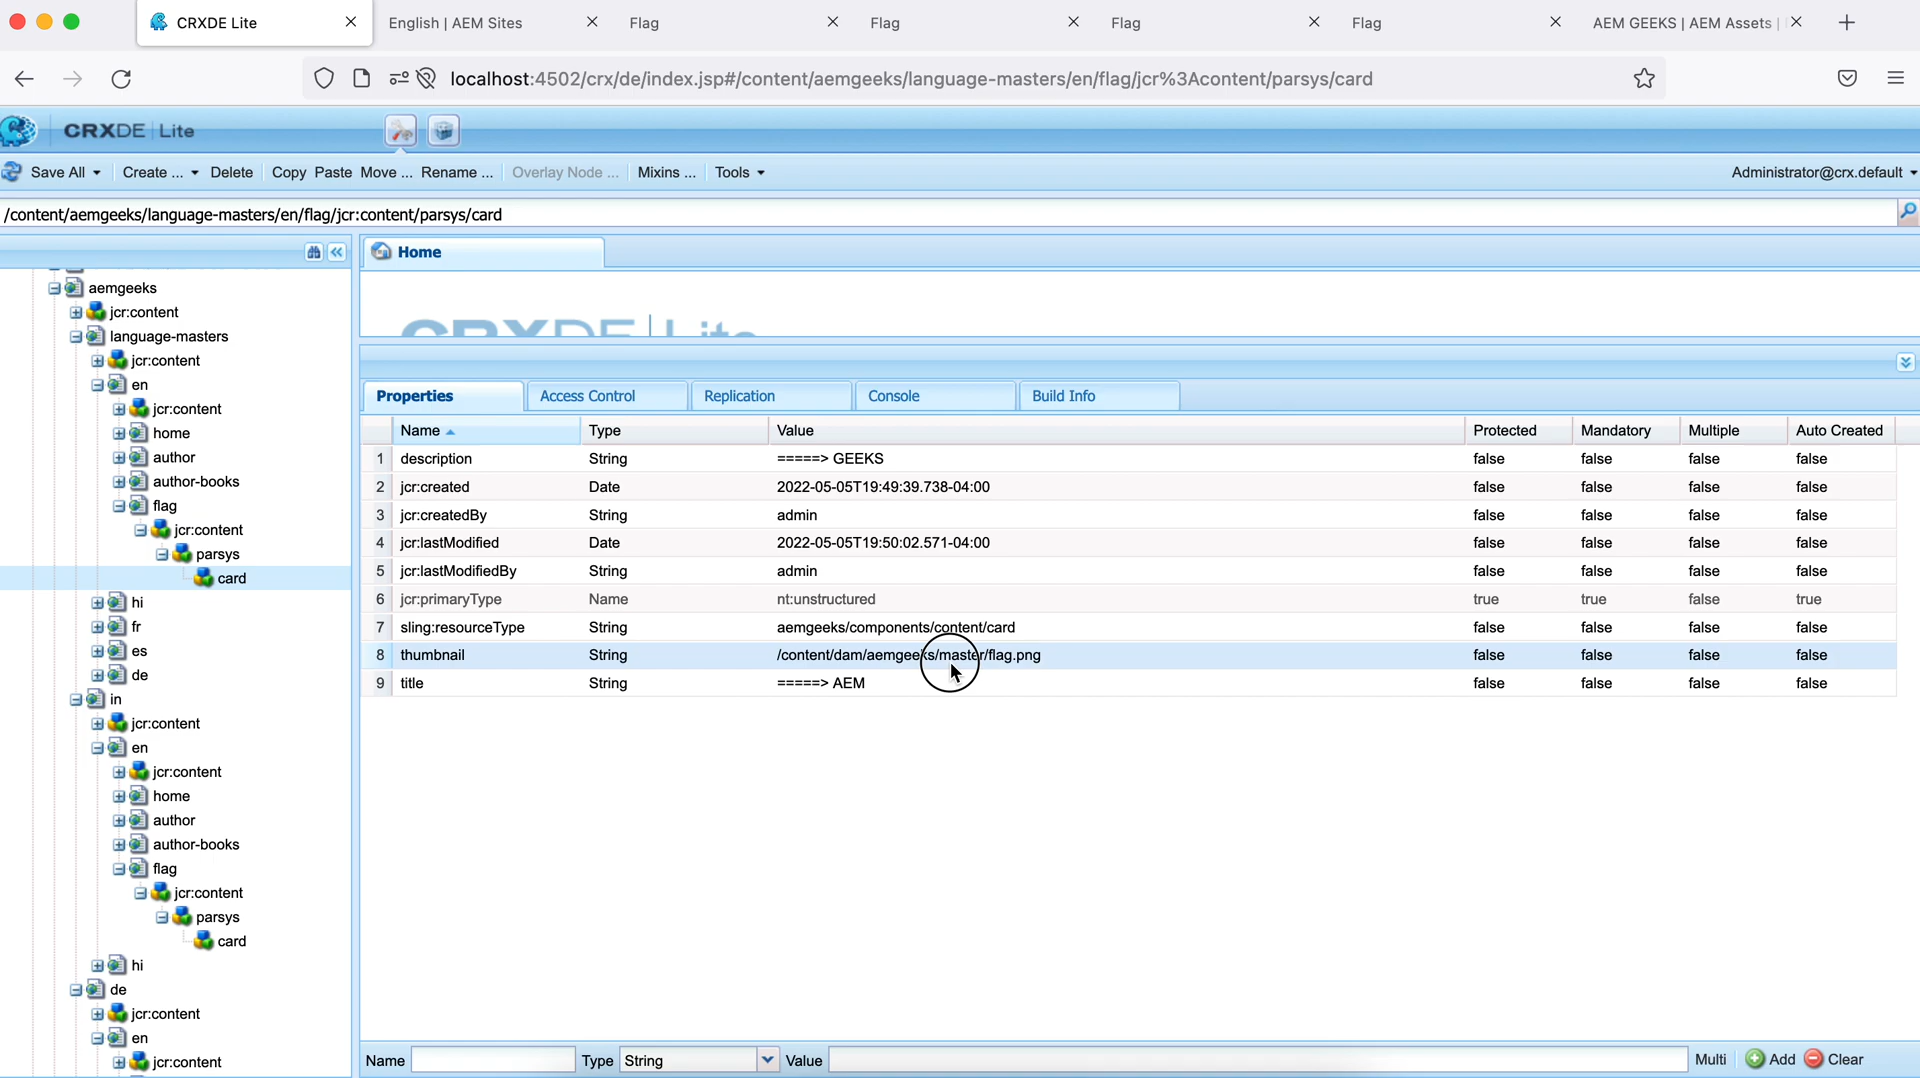 CRXDE Lite
English | AEM Sites
Flag
Flag
Flag
Flag
AEM GEEKS | AEM Assets |
localhost:4502/crx/de/index.jsp#/content/aemgeeks/language-masters/en/flag/jcr%3Acontent/parsys/card
CRXDE | Lite
Save All
Create ...
Delete
Copy
Paste
Move ...
Rename ...
Overlay Node ...
Mixins ...
Tools
Administrator@crx.default
/content/aemgeeks/language-masters/en/flag/jcr:content/parsys/card
Home
CRXDE | Lite
aemgeeks
jcr:content
language-masters
jcr:content
en
jcr:content
home
author
author-books
flag
jcr:content
parsys
card
hi
fr
es
de
in
jcr:content
en
jcr:content
home
author
author-books
flag
jcr:content
parsys
card
hi
de
jcr:content
en
jcr:content
Properties
Access Control
Replication
Console
Build Info
Name Type Value Protected Mandatory Multiple Auto Created
1 description String =====> GEEKS false false false false
2 jcr:created Date 2022-05-05T19:49:39.738-04:00 false false false false
3 jcr:createdBy String admin false false false false
4 jcr:lastModified Date 2022-05-05T19:50:02.571-04:00 false false false false
5 jcr:lastModifiedBy String admin false false false false
6 jcr:primaryType Name nt:unstructured true true false true
7 sling:resourceType String aemgeeks/components/content/card false false false false
8 thumbnail String /content/dam/aemgeeks/master/flag.png false false false false
9 title String =====> AEM false false false false
Name Type String Value Multi Add Clear